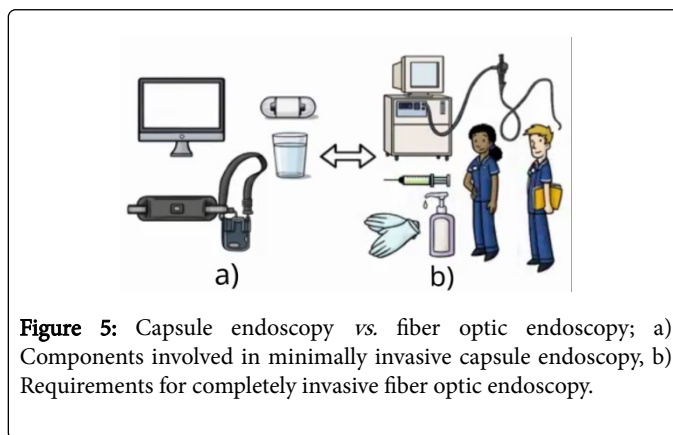 a)
b)
Figure 5: Capsule endoscopy vs. fiber optic endoscopy; a)
Components involved in minimally invasive capsule endoscopy, b)
Requirements for completely invasive fiber optic endoscopy.